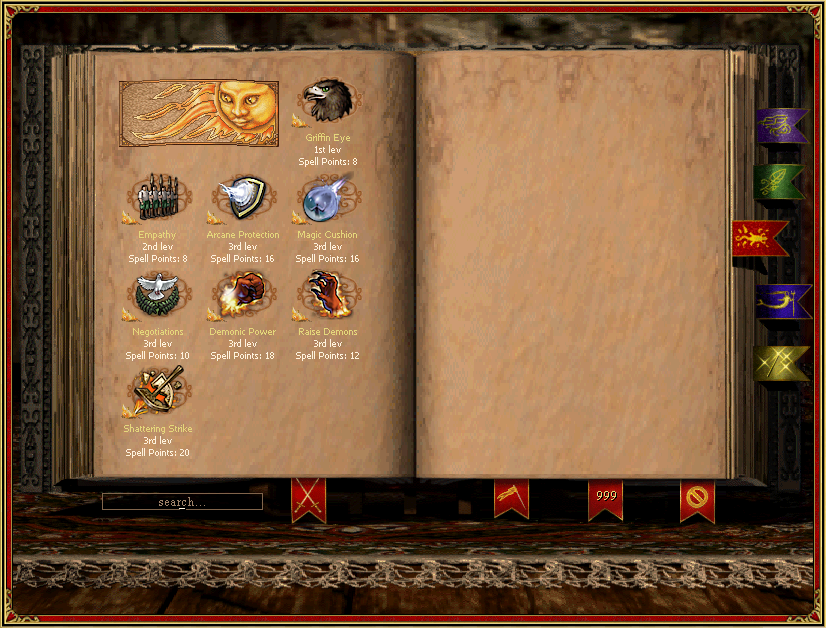 Griffin Eye
1st lev
Spell Points: 8
Empathy
2nd lev
Spell Points: 8
Arcane Protection
3rd lev
Spell Points: 16
Magic Cushion
3rd lev
Spell Points: 16
Negotiations
3rd lev
Spell Points: 10
Demonic Power
3rd lev
Spell Points: 18
Raise Demons
3rd lev
Spell Points: 12
Shattering Strike
3rd lev
Spell Points: 20
search...
999